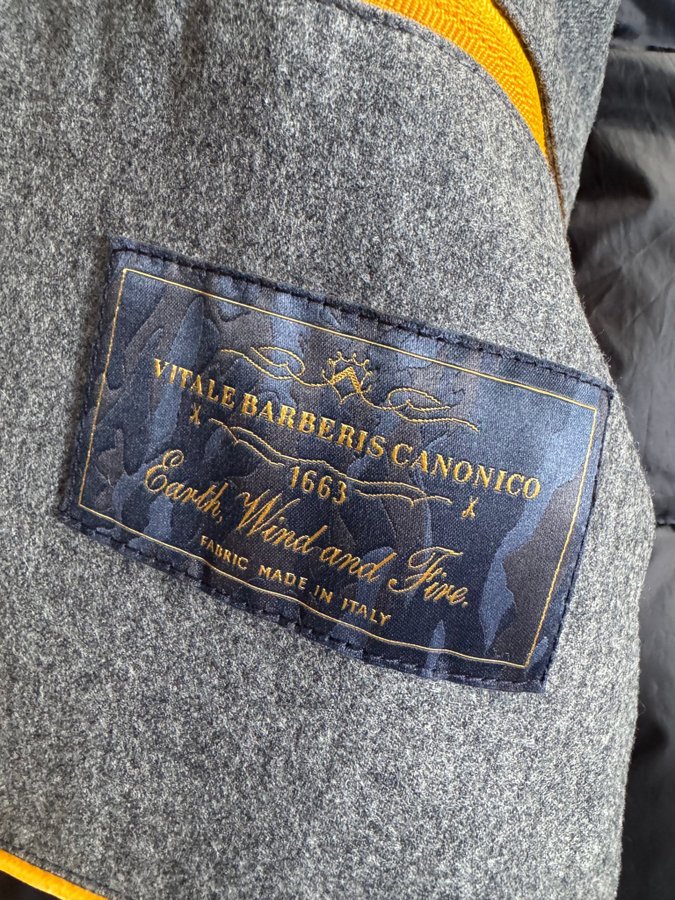 VITALE BARBERIS CANONICO
1663
Earth, Wind and Fire.
FABRIC MADE IN ITALY